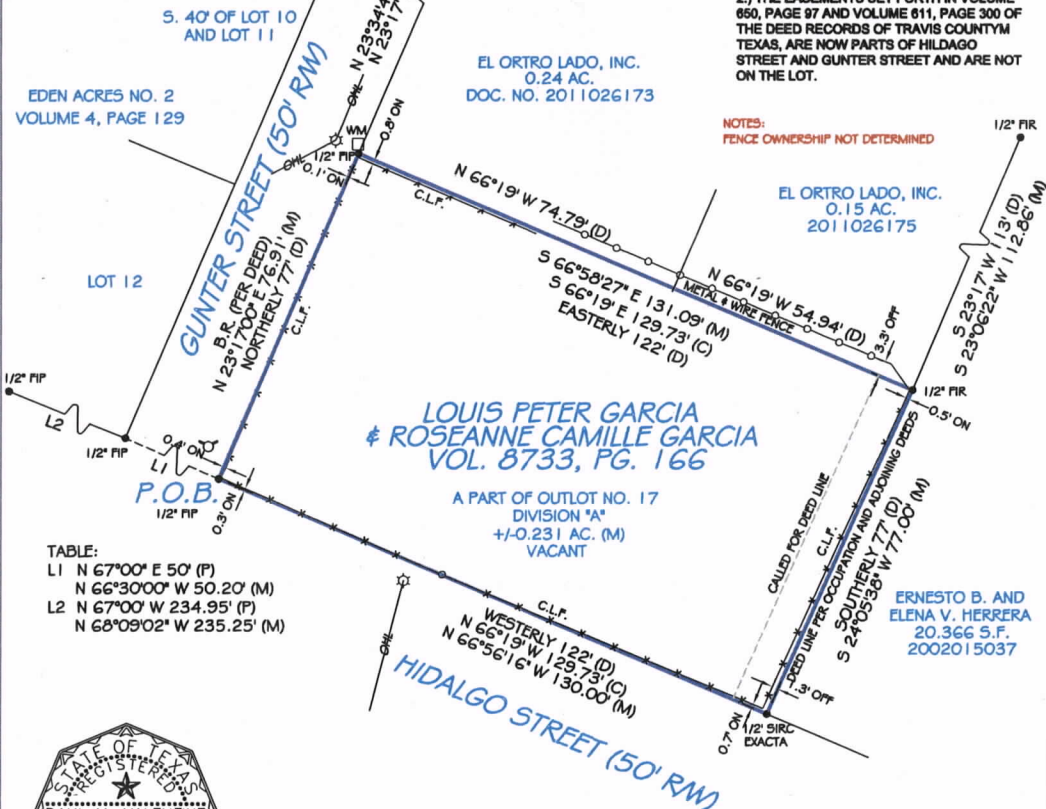 S. 40' OF LOT 10
AND LOT 11
EDEN ACRES NO. 2
VOLUME 4, PAGE 129
LOT 12
GUNTER STREET (50' R/W)
N 23°17
OHL
WM
0.8' ON
OHL
1/2" FIP
0.1' ON
C.L.F.
EL ORTRO LADO, INC.
0.24 AC.
DOC. NO. 2011026173
650, PAGE 97 AND VOLUME 611, PAGE 300 OF
THE DEED RECORDS OF TRAVIS COUNTYM
TEXAS, ARE NOW PARTS OF HILDAGO
STREET AND GUNTER STREET AND ARE NOT
ON THE LOT.
NOTES:
FENCE OWNERSHIP NOT DETERMINED
1/2" FIR
EL ORTRO LADO, INC.
0.15 AC.
2011026175
S 23°17' W 113' (D)
S 23°06'22" W 112.86' (M)
N 66°19' W 74.79' (D)
N 66°19' W 54.94' (D)
METAL & WIRE FENCE
3.3' OFF
S 66°58'27" E 131.09' (M)
S 66°19' E 129.73' (C)
EASTERLY 122' (D)
B.R. (PER DEED)
N 23°17'00" E 76.91' (M)
NORTHERLY 77' (D)
C.L.F.
1/2" FIR
0.5' ON
1/2" FIP
L2
1/2" FIP
L1
0.4' ON
P.O.B.
1/2" FIP
0.3' ON
LOUIS PETER GARCIA
& ROSEANNE CAMILLE GARCIA
VOL. 8733, PG. 166
A PART OF OUTLOT NO. 17
DIVISION "A"
+/-0.231 AC. (M)
VACANT
CALLED FOR DEED LINE
C.L.F.
DEED LINE PER OCCUPATION AND ADJOINING DEEDS
SOUTHERLY 77' (D)
S 24°05'38" W 77.00' (M)
ERNESTO B. AND
ELENA V. HERRERA
20.366 S.F.
2002015037
TABLE:
L1 N 67°00" E 50' (P)
N 66°30'00" W 50.20' (M)
L2 N 67°00' W 234.95' (P)
N 68°09'02" W 235.25' (M)
OHL
C.L.F.
WESTERLY 122' (D)
N 66°19' W 129.73' (C)
N 66°56'16" W 130.00' (M)
.3' OFF
0.7' ON
1/2' SIRC
EXACTA
HIDALGO STREET (50' R/W)
STATE OF TEXAS
REGISTERED